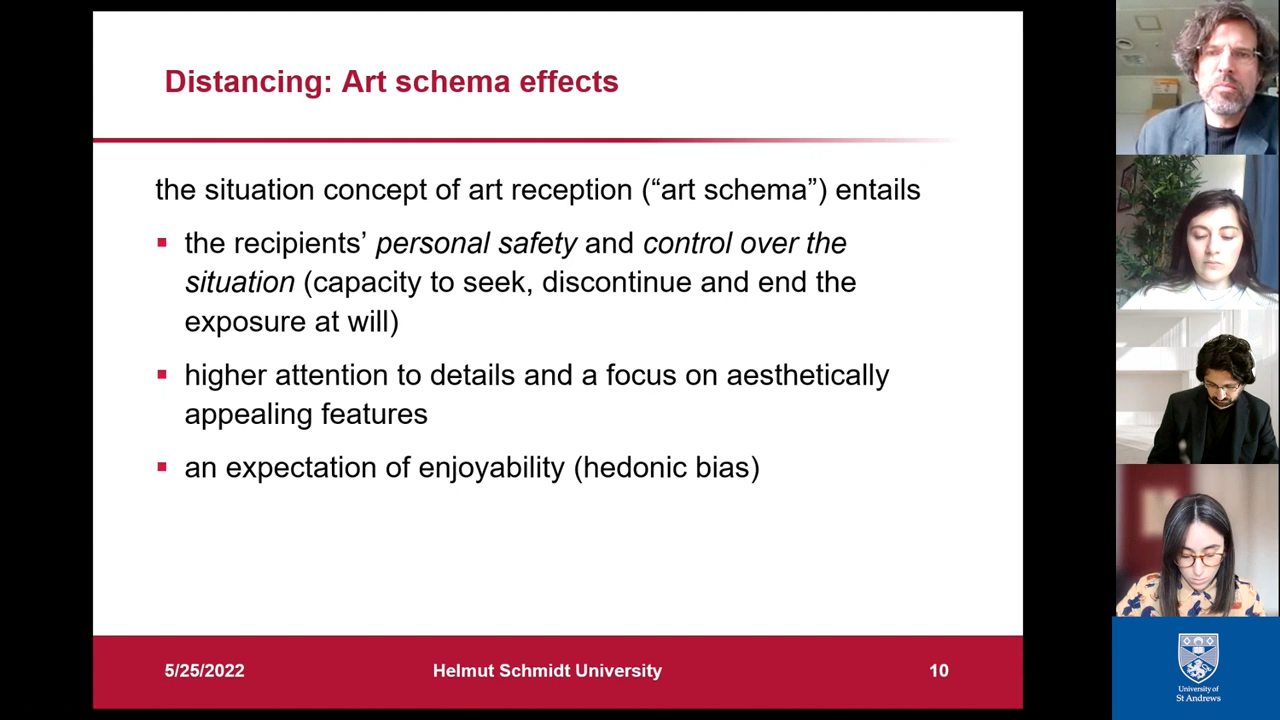 Distancing: Art schema effects
the situation concept of art reception (“art schema”) entails
▪ the recipients’ personal safety and control over the
situation (capacity to seek, discontinue and end the
exposure at will)
▪ higher attention to details and a focus on aesthetically
appealing features
▪ an expectation of enjoyability (hedonic bias)
5/25/2022 Helmut Schmidt University 10
University of
St Andrews